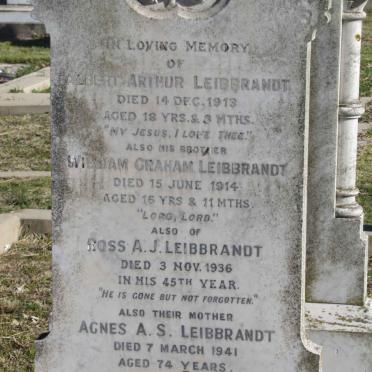 IN LOVING MEMORY
OF
ALBERT ARTHUR LEIBBRANDT
DIED 14 DEC. 1913
AGED 18 YRS. & 3 MTHS.
"MY JESUS, I LOVE THEE."
ALSO HIS BROTHER
WILLIAM GRAHAM LEIBBRANDT
DIED 15 JUNE 1914
AGED 16 YRS & 11 MTHS.
"LORD, LORD."
ALSO OF
ROSS A. J. LEIBBRANDT
DIED 3 NOV. 1936
IN HIS 45TH YEAR.
"HE IS GONE BUT NOT FORGOTTEN."
ALSO THEIR MOTHER
AGNES A. S. LEIBBRANDT
DIED 7 MARCH 1941
AGED 74 YEARS.